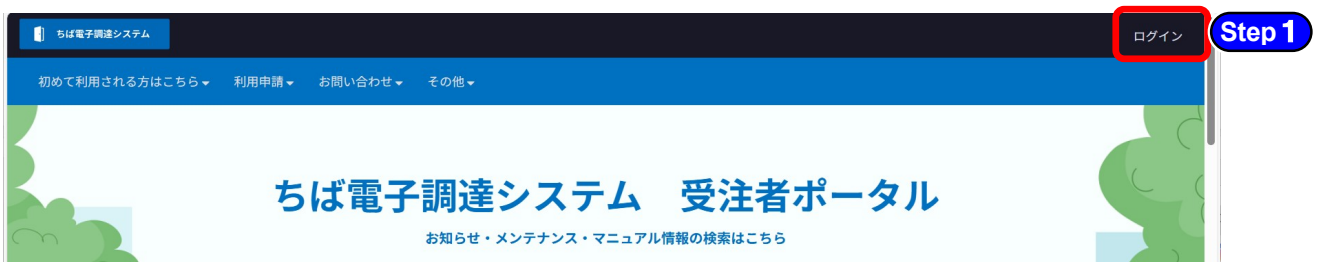 ちば電子調達システム
ログイン
Step 1
初めて利用される方はこちら 利用申請 お問い合わせ その他
ちば電子調達システム 受注者ポータル
お知らせ・メンテナンス・マニュアル情報の検索はこちら